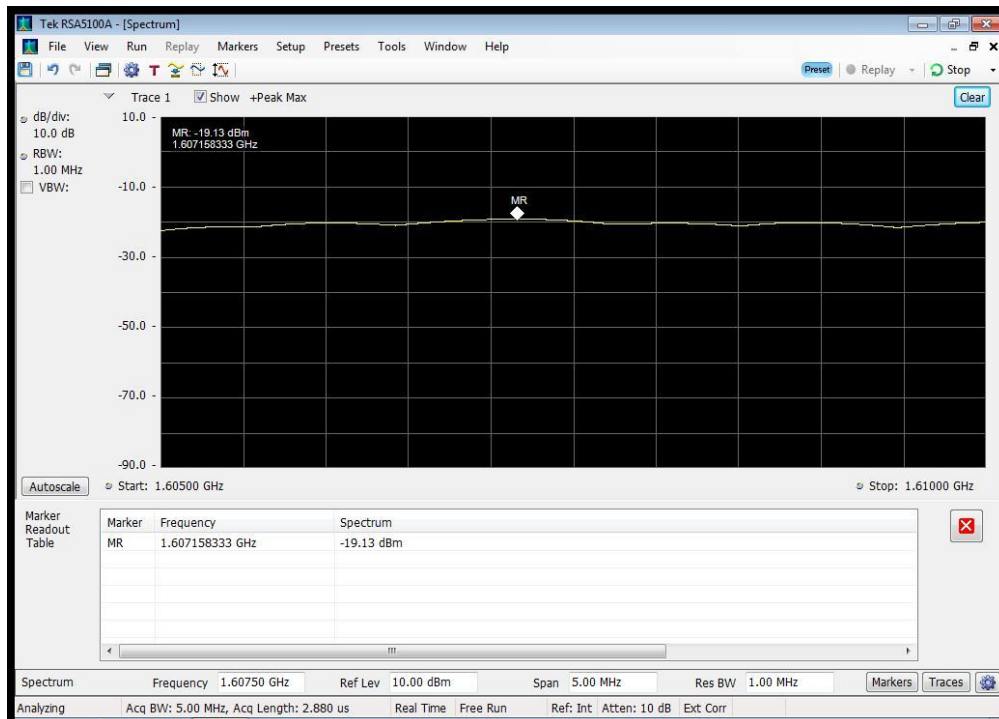 Tek RSA5100A - [Spectrum]
File View Run Replay Markers Setup Presets Tools Window Help
T Preset Replay Stop
Trace 1 Show +Peak Max Clear
dB/div:
10.0 dB
RBW:
1.00 MHz
VBW:
10.0
MR: -19.13 dBm
1.607158333 GHz
-10.0
MR
-30.0
-50.0
-70.0
-90.0
Autoscale Start: 1.60500 GHz Stop: 1.61000 GHz
Marker
Readout
Table
Marker Frequency Spectrum
MR 1.607158333 GHz -19.13 dBm
Spectrum Frequency 1.60750 GHz Ref Lev 10.00 dBm Span 5.00 MHz Res BW 1.00 MHz Markers Traces
Analyzing Acq BW: 5.00 MHz, Acq Length: 2.880 us Real Time Free Run Ref: Int Atten: 10 dB Ext Corr